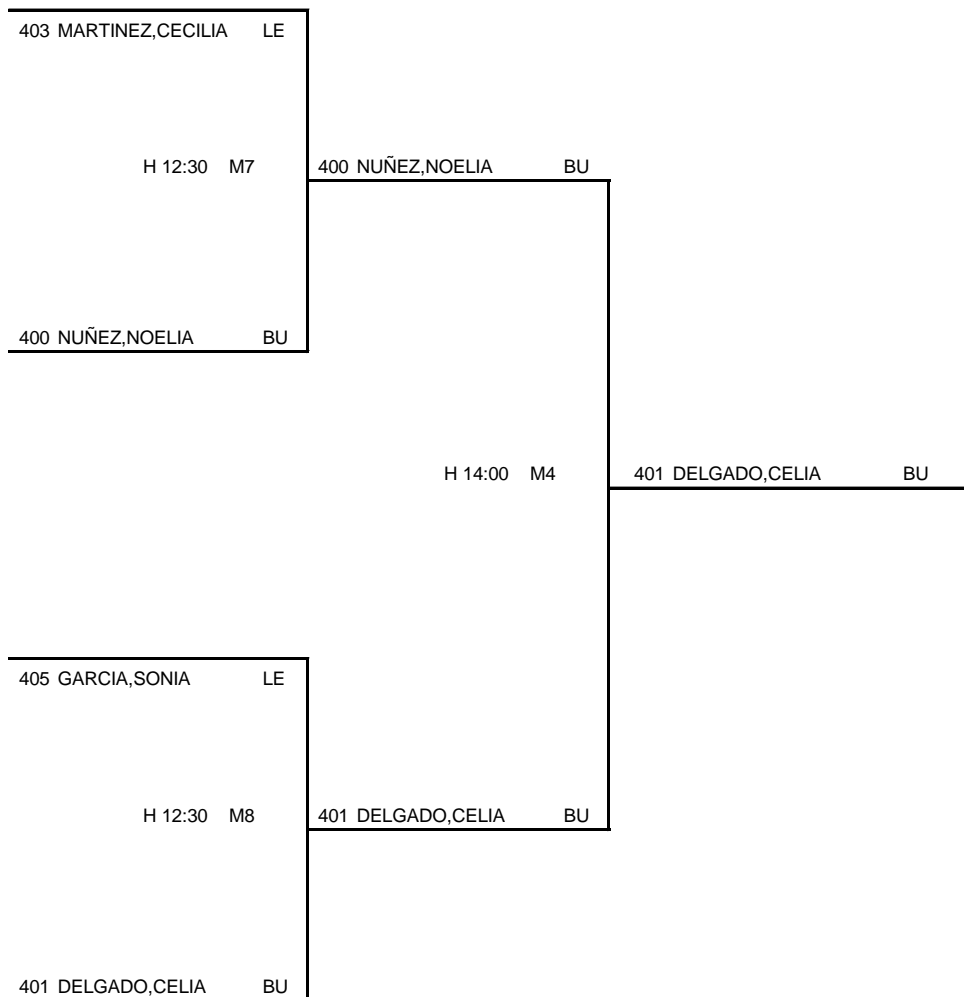 403 MARTINEZ,CECILIA LE
H 12:30 M7 400 NUÑEZ,NOELIA BU
400 NUÑEZ,NOELIA BU
H 14:00 M4 401 DELGADO,CELIA BU
405 GARCIA,SONIA LE
H 12:30 M8 401 DELGADO,CELIA BU
401 DELGADO,CELIA BU